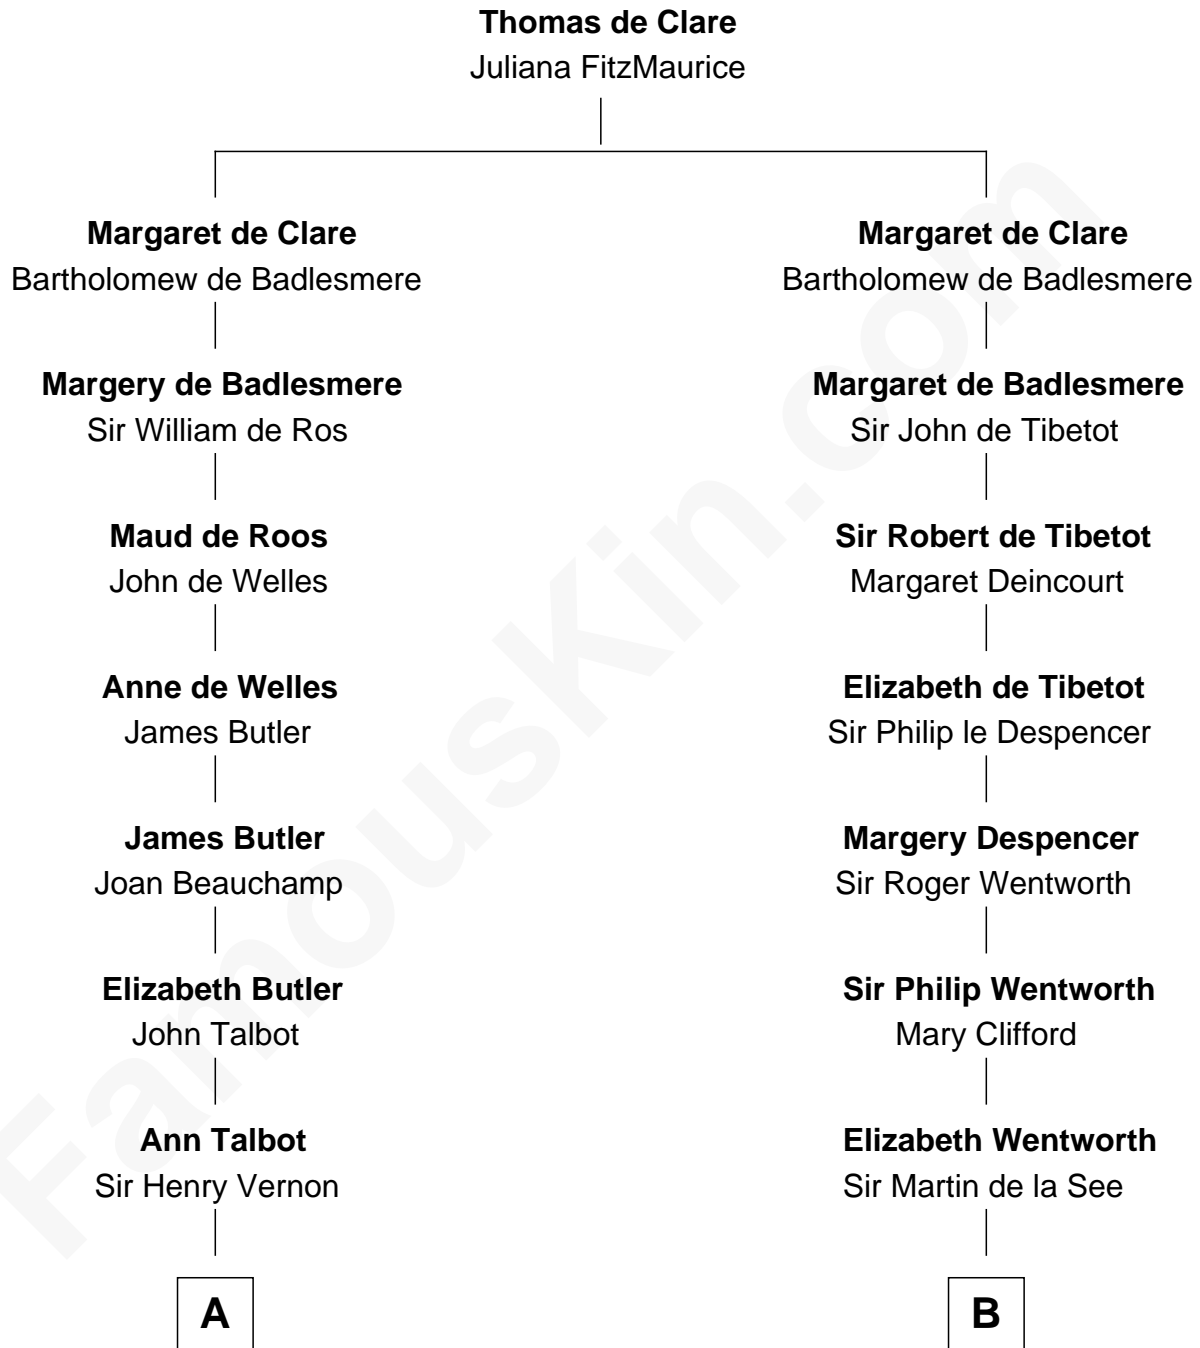 Thomas de Clare
Juliana FitzMaurice
Margaret de Clare
Bartholomew de Badlesmere
Margery de Badlesmere
Sir William de Ros
Maud de Roos
John de Welles
Anne de Welles
James Butler
James Butler
Joan Beauchamp
Elizabeth Butler
John Talbot
Ann Talbot
Sir Henry Vernon
A
Margaret de Clare
Bartholomew de Badlesmere
Margaret de Badlesmere
Sir John de Tibetot
Sir Robert de Tibetot
Margaret Deincourt
Elizabeth de Tibetot
Sir Philip le Despencer
Margery Despencer
Sir Roger Wentworth
Sir Philip Wentworth
Mary Clifford
Elizabeth Wentworth
Sir Martin de la See
B
FamousKin.com